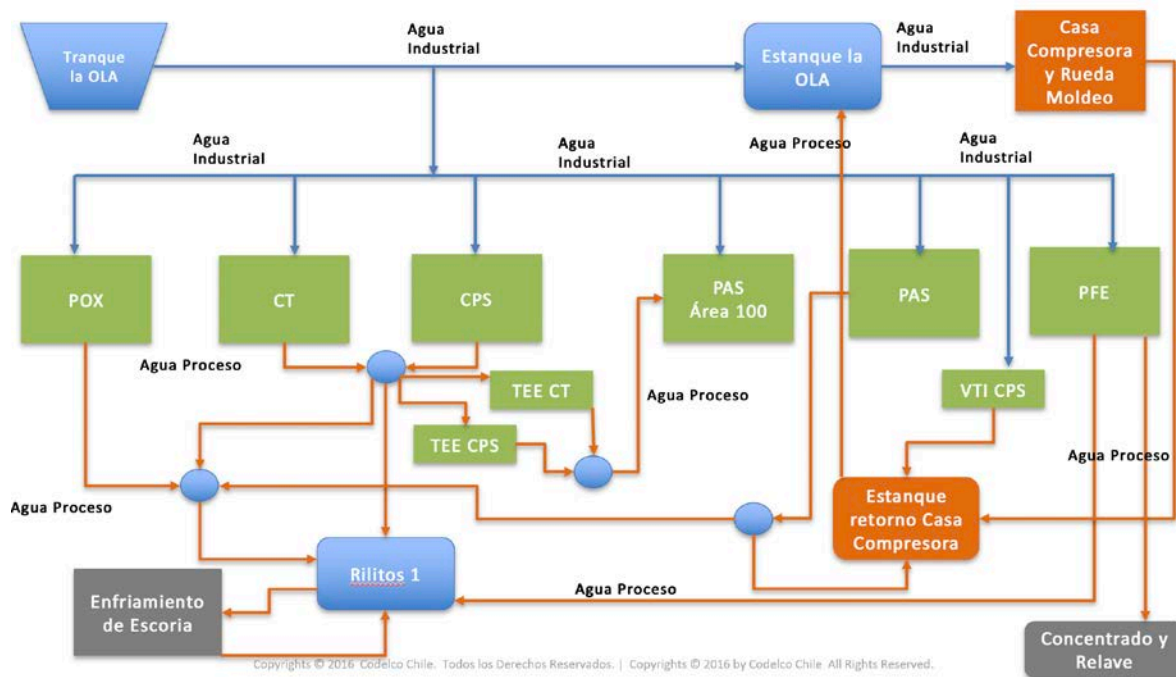 Agua
Industrial
Tranque
la OLA
Estanque la
OLA
Agua
Industrial
Casa
Compresora
y Rueda
Moldeo
Agua
Industrial
Agua
Industrial
Agua Proceso
Agua
Industrial
POX
CT
CPS
PAS
Área 100
PAS
PFE
Agua Proceso
TEE CT
Agua Proceso
VTI CPS
TEE CPS
Agua Proceso
Agua Proceso
Estanque
retorno Casa
Compresora
Rilitos 1
Agua Proceso
Enfriamiento
de Escoria
Concentrado y
Relave
Copyrights © 2016 Codelco Chile. Todos los Derechos Reservados. | Copyrights © 2016 by Codelco Chile All Rights Reserved.